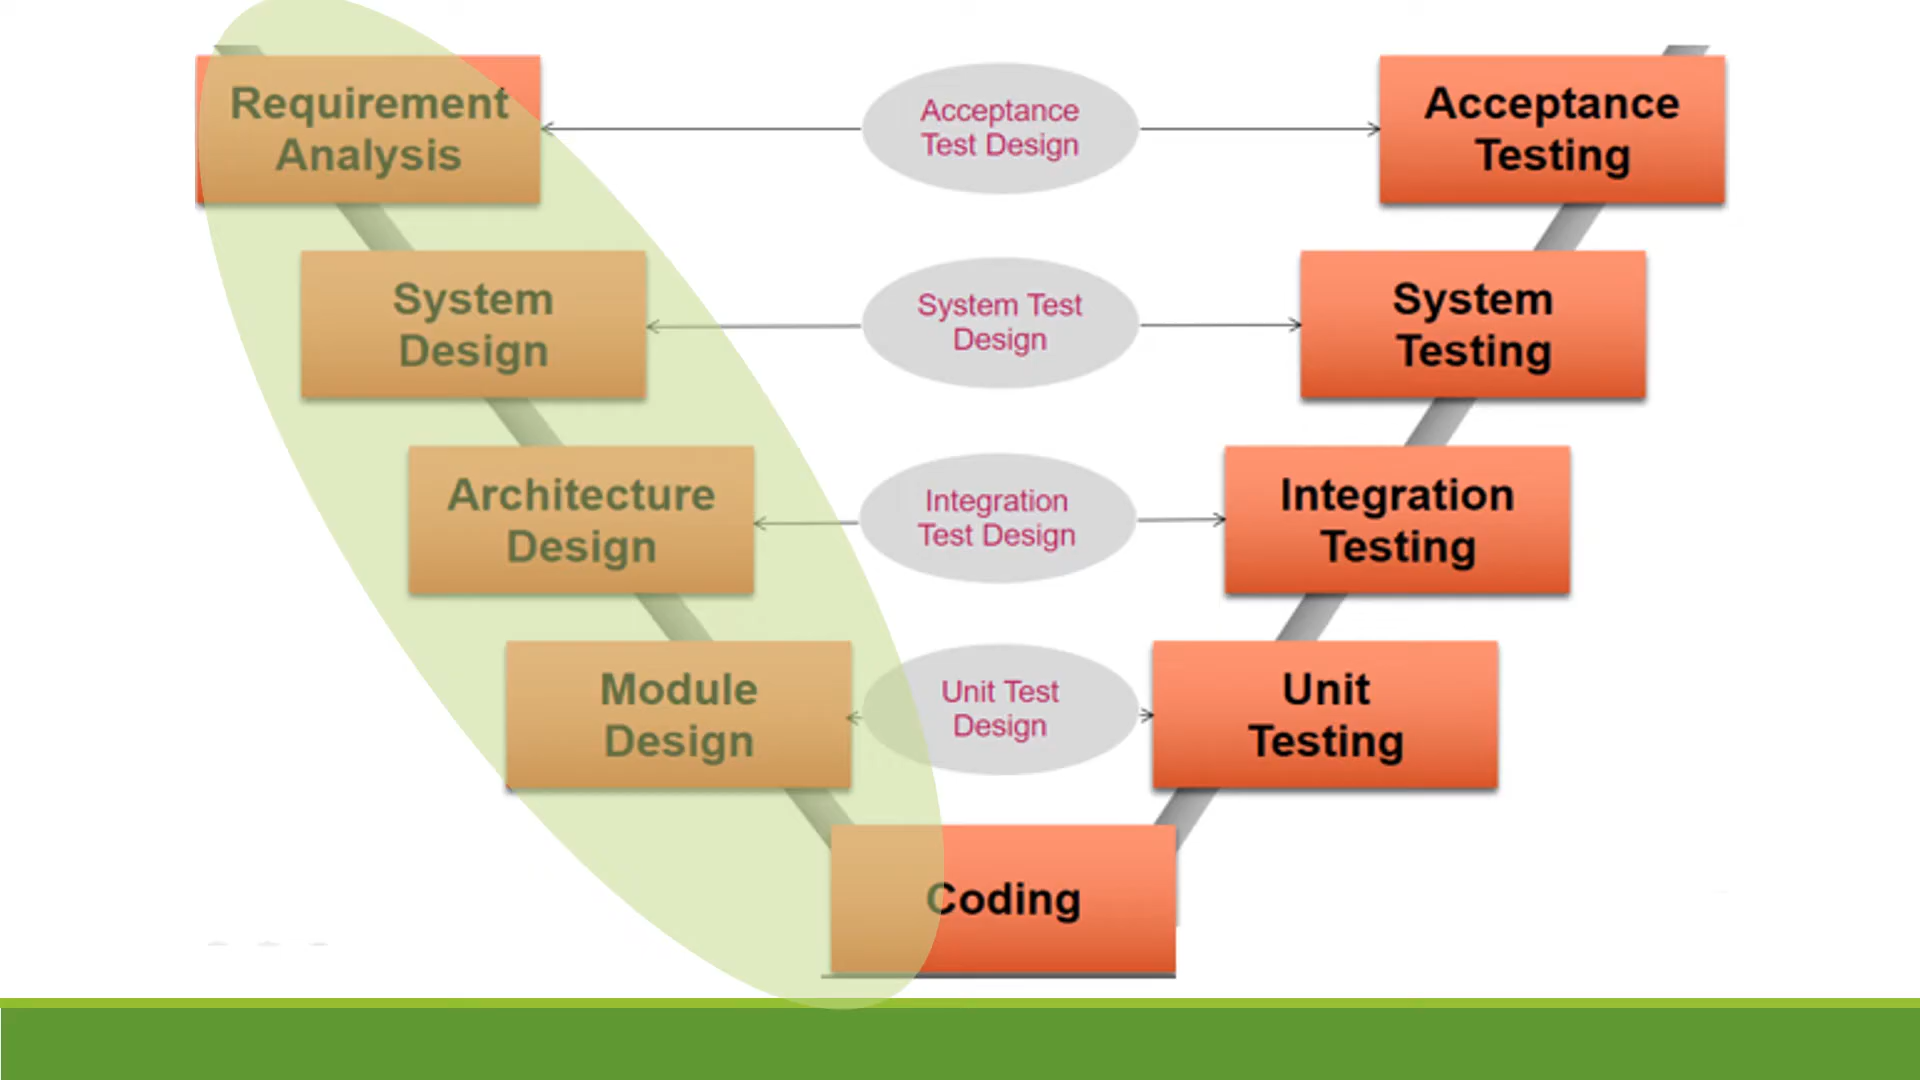 Requirement
Analysis
Acceptance
Test Design
Acceptance
Testing
System
Design
System Test
Design
System
Testing
Architecture
Design
Integration
Test Design
Integration
Testing
Module
Design
Unit Test
Design
Unit
Testing
Coding